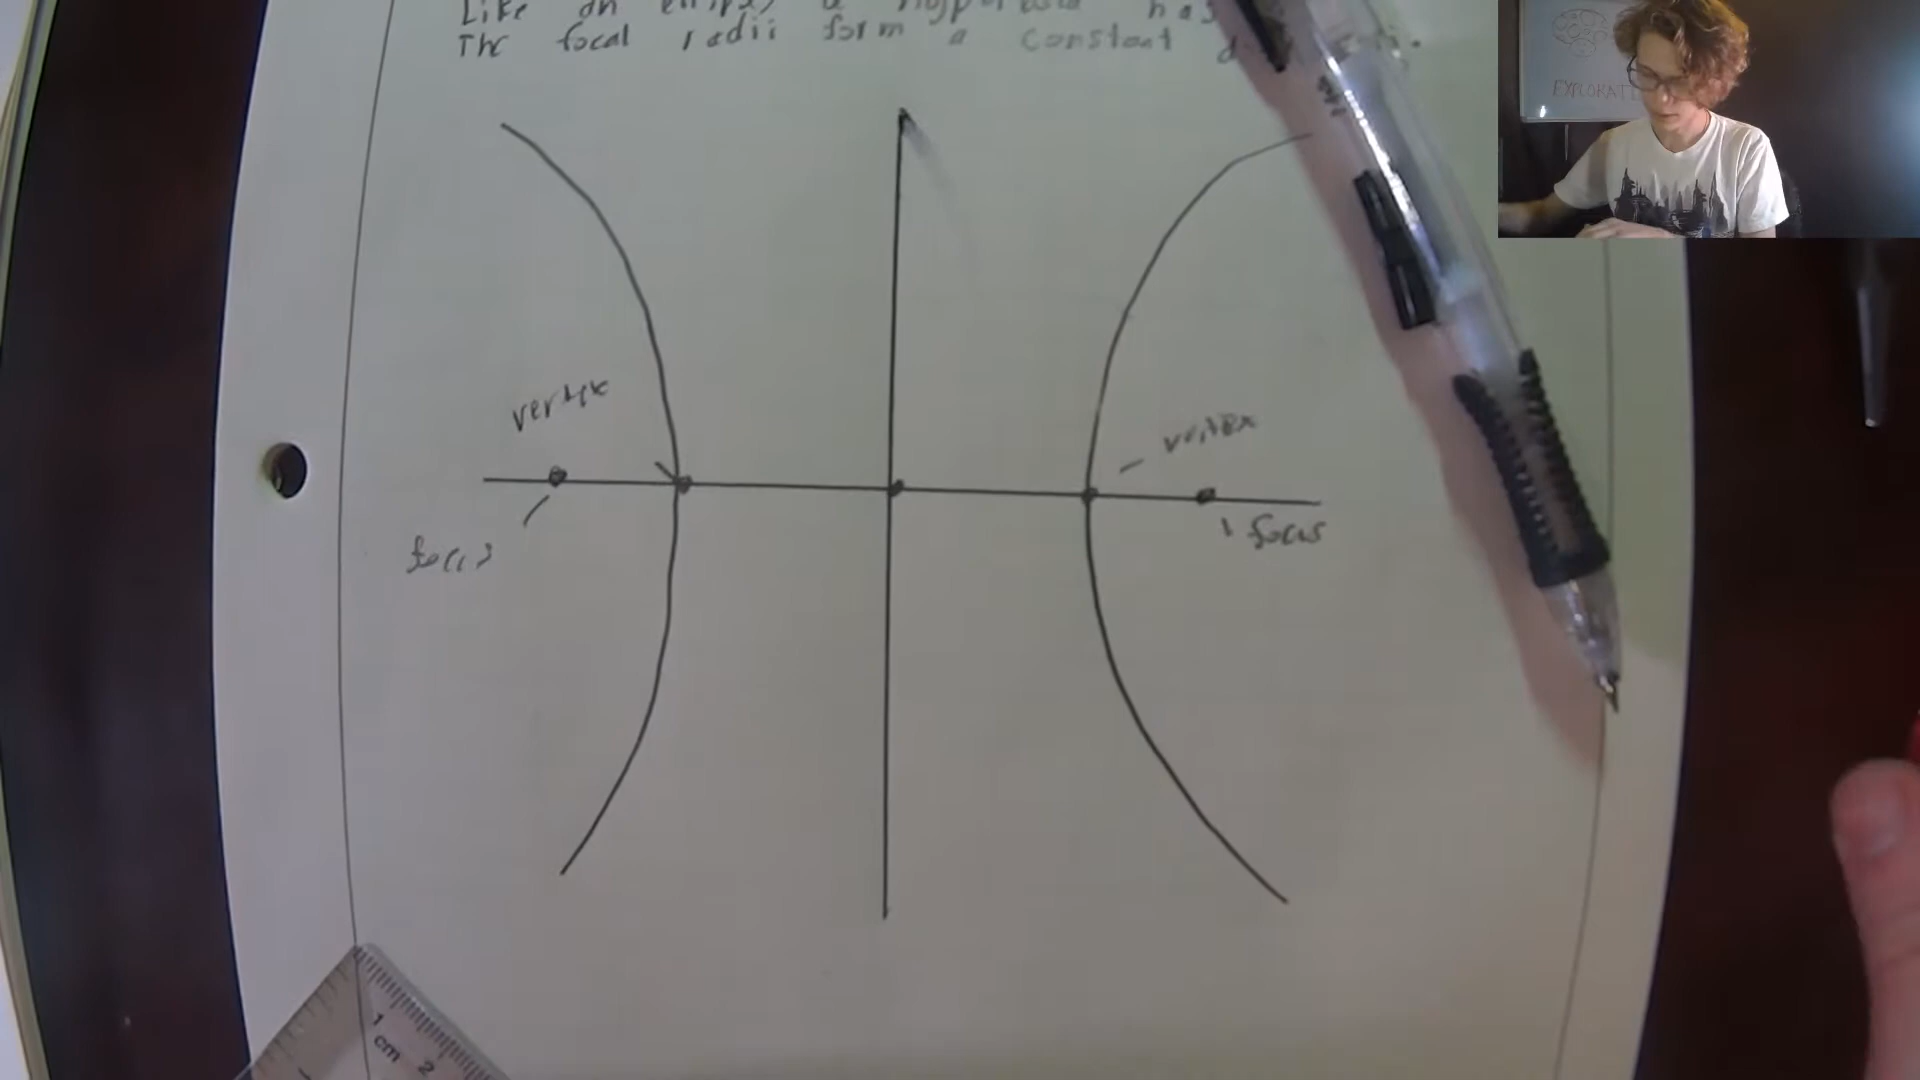 Like an ellipse, a hyperbola has
The focal radii form a constant
EXPLORATI
vertex
vertex
focus
focus
1
cm 2